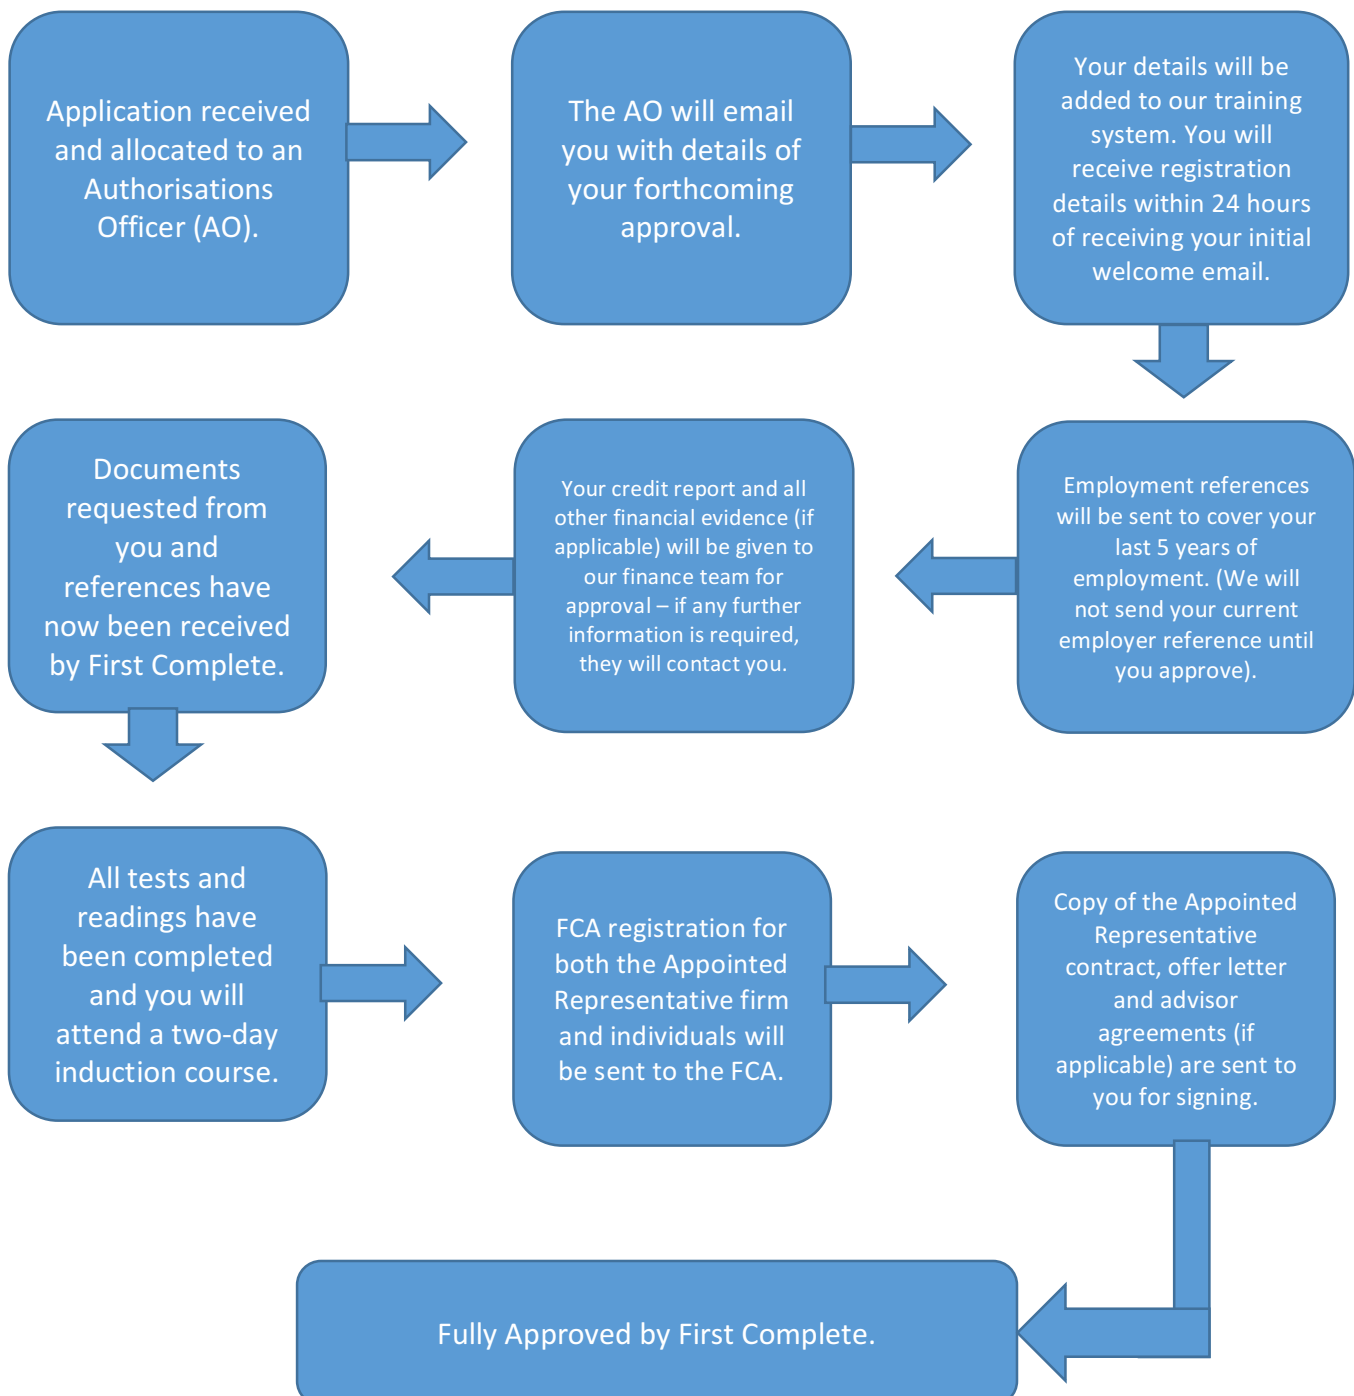 Application received
and allocated to an
Authorisations
Officer (AO).
The AO will email
you with details of
your forthcoming
approval.
Your details will be
added to our training
system. You will
receive registration
details within 24 hours
of receiving your initial
welcome email.
Employment references
will be sent to cover your
last 5 years of
employment. (We will
not send your current
employer reference until
you approve).
Your credit report and all
other financial evidence (if
applicable) will be given to
our finance team for
approval – if any further
information is required,
they will contact you.
Documents
requested from
you and
references have
now been received
by First Complete.
All tests and
readings have
been completed
and you will
attend a two-day
induction course.
FCA registration for
both the Appointed
Representative firm
and individuals will
be sent to the FCA.
Copy of the Appointed
Representative
contract, offer letter
and advisor
agreements (if
applicable) are sent to
you for signing.
Fully Approved by First Complete.